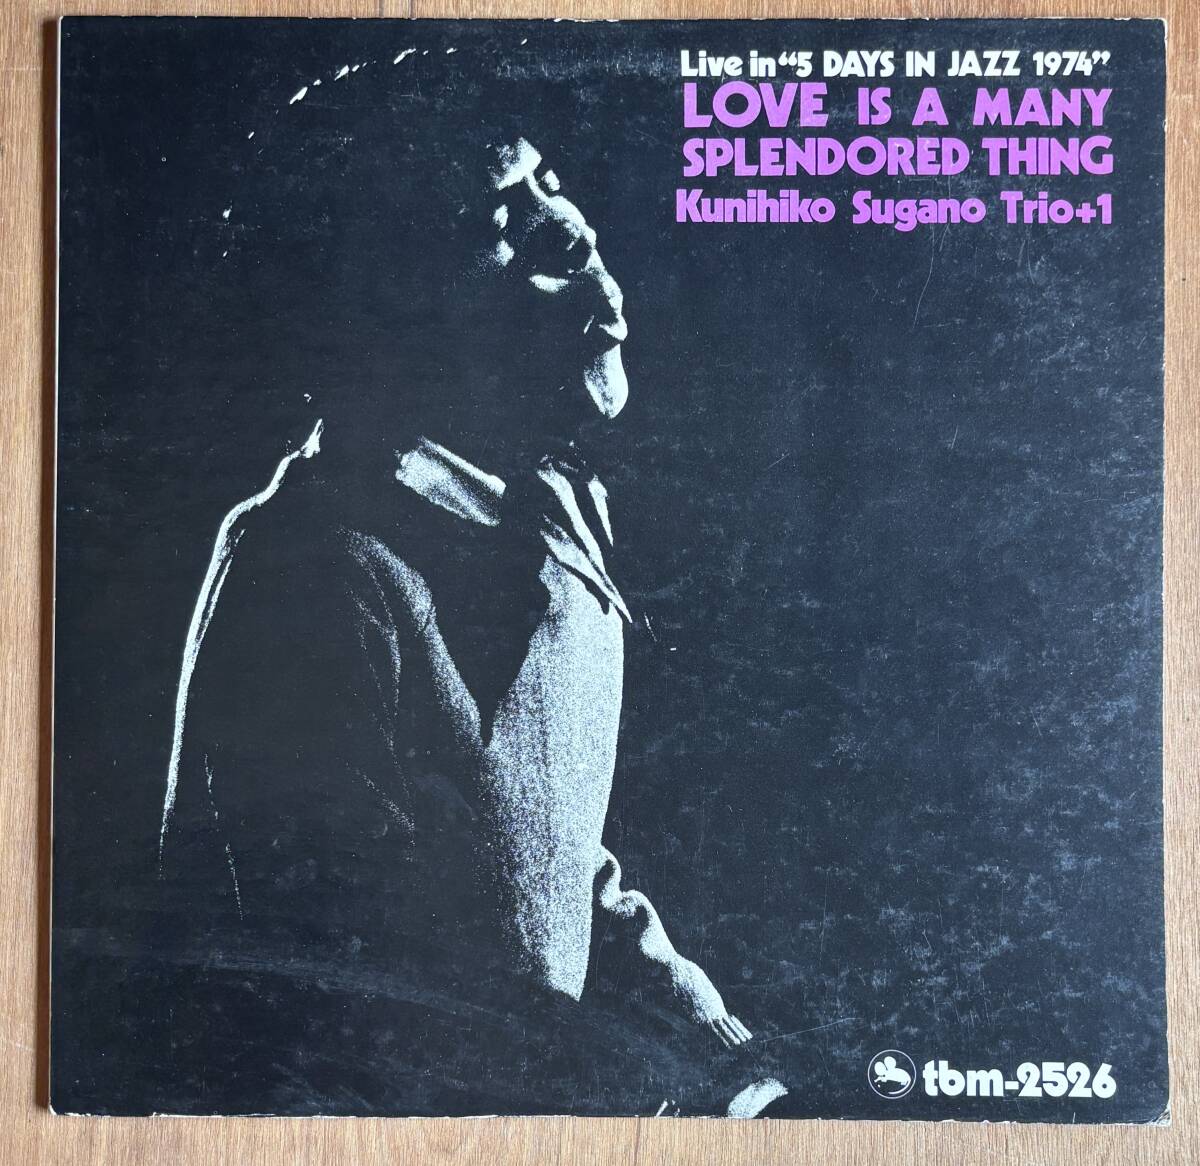 Live in “5 DAYS IN JAZZ 1974”
LOVE IS A MANY
SPLENDORED THING
Kunihiko Sugano Trio+1
tbm-2526